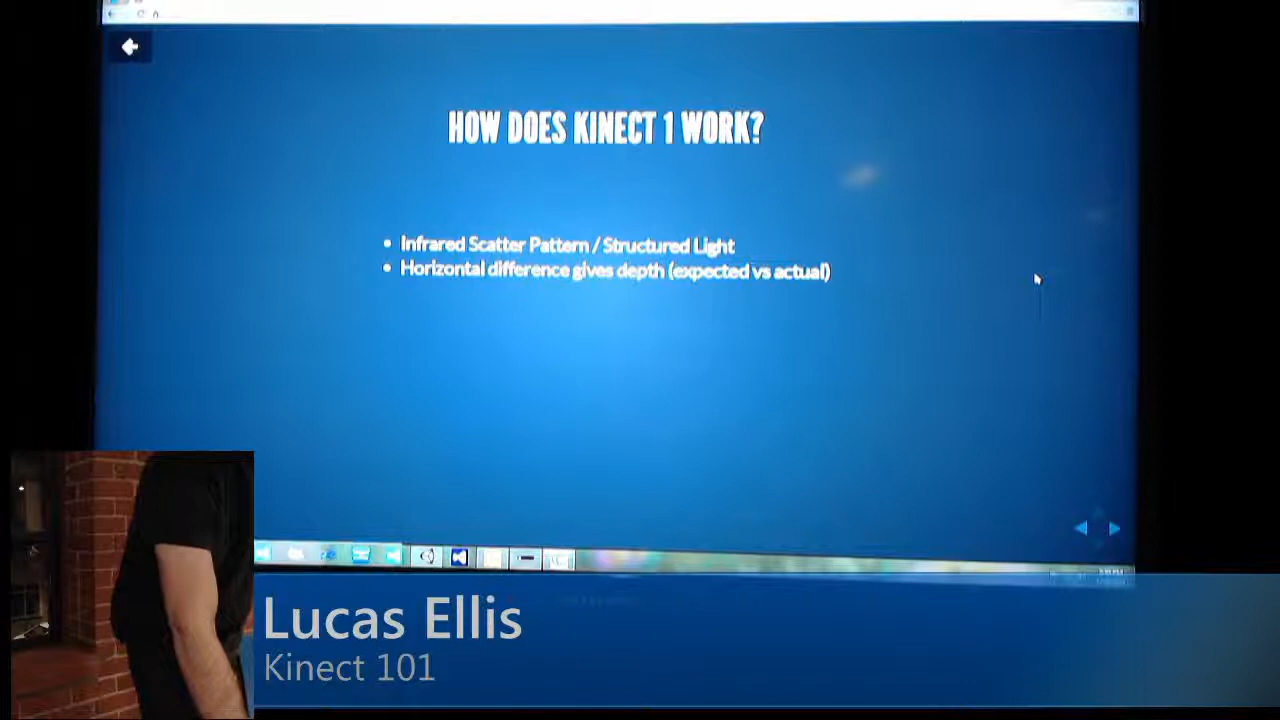 HOW DOES KINECT 1 WORK?
Infrared Scatter Pattern / Structured Light
Horizontal difference gives depth (expected vs actual)
Lucas Ellis
Kinect 101